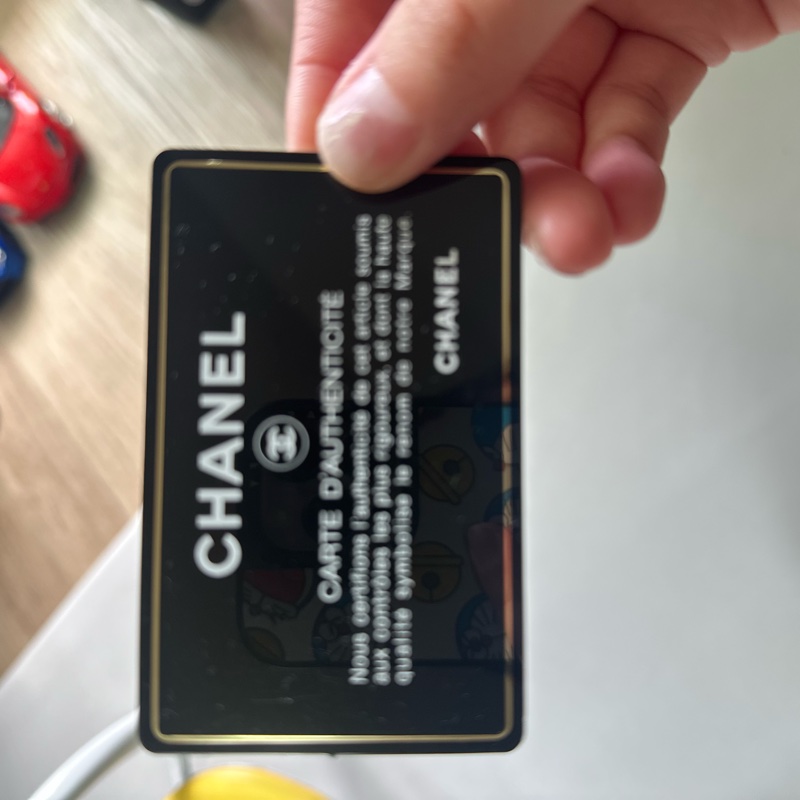 CHANEL
CARTE D'AUTHENTICITÉ
Nous certifions l'authenticité de cet article soumis
aux contrôles les plus rigoureux, et dont la haute
qualité symbolise le renom de notre Marque.
CHANEL